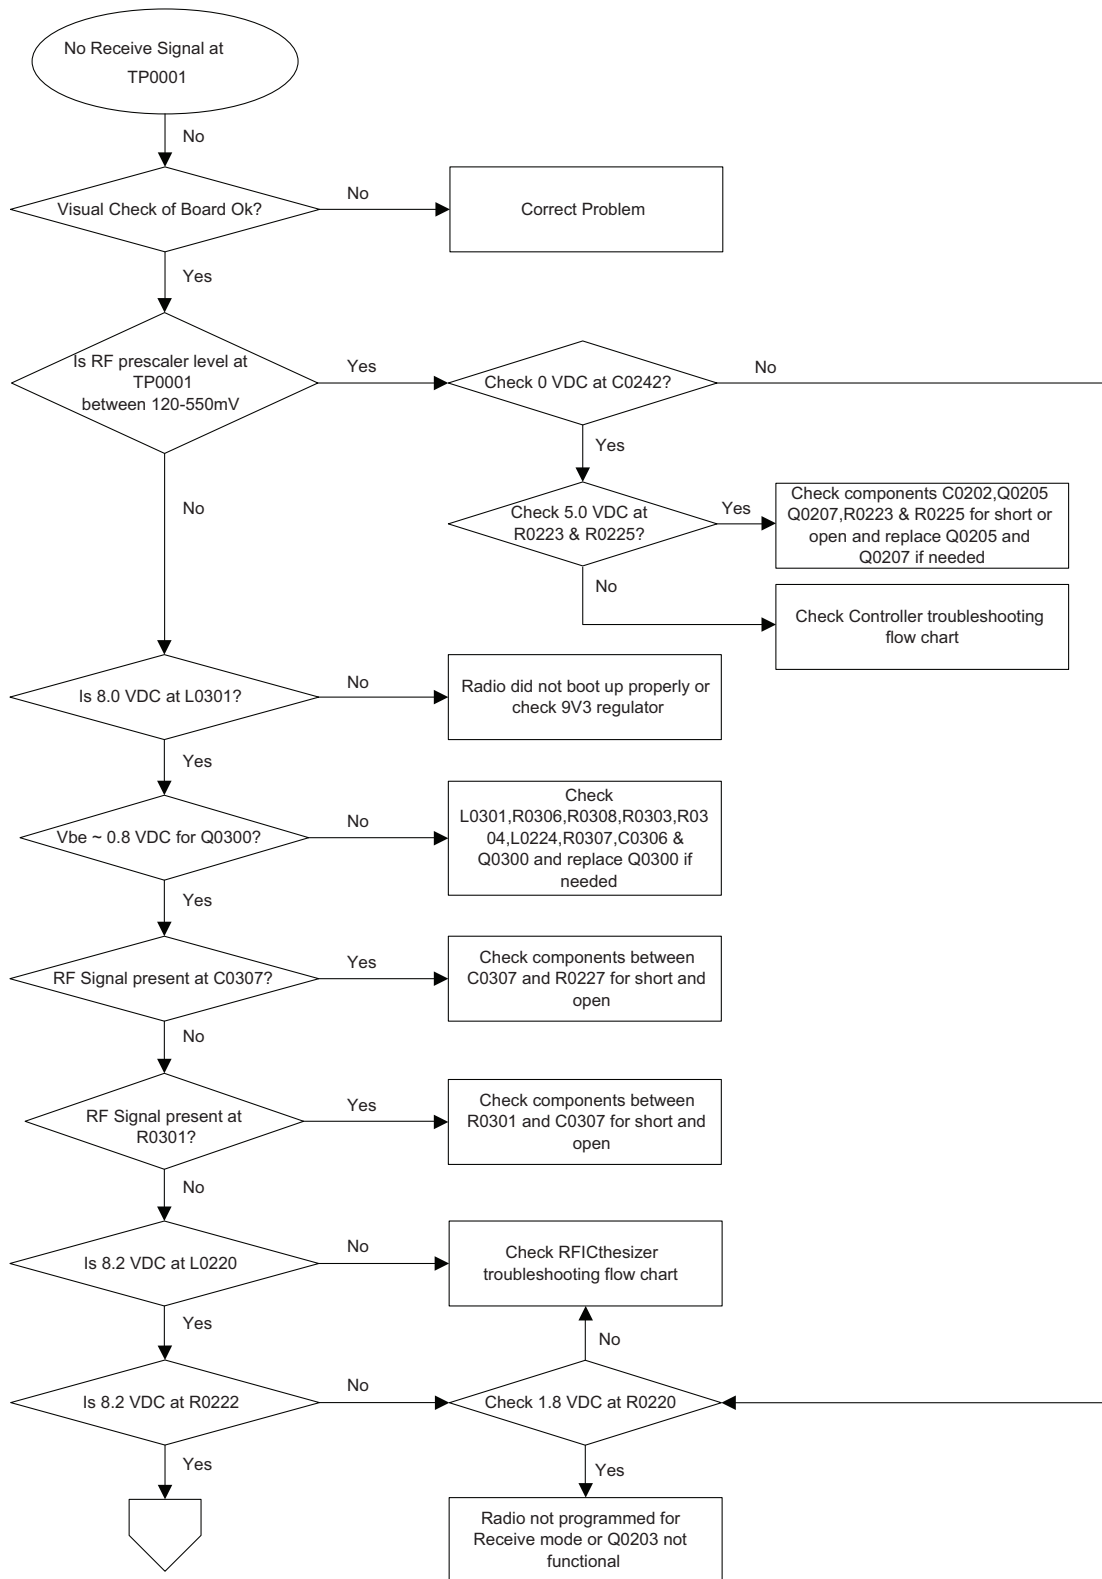 No Receive Signal at
TP0001
No
Visual Check of Board Ok?
No
Correct Problem
Yes
Is RF prescaler level at
TP0001
between 120-550mV
Yes
Check 0 VDC at C0242?
No
Yes
No
Check 5.0 VDC at
R0223 & R0225?
Yes
Check components C0202,Q0205
Q0207,R0223 & R0225 for short or
open and replace Q0205 and
Q0207 if needed
No
Check Controller troubleshooting
flow chart
Is 8.0 VDC at L0301?
No
Radio did not boot up properly or
check 9V3 regulator
Yes
Vbe ~ 0.8 VDC for Q0300?
No
Check
L0301,R0306,R0308,R0303,R03
04,L0224,R0307,C0306 &
Q0300 and replace Q0300 if
needed
Yes
RF Signal present at C0307?
Yes
Check components between
C0307 and R0227 for short and
open
No
RF Signal present at
R0301?
Yes
Check components between
R0301 and C0307 for short and
open
No
Is 8.2 VDC at L0220
No
Check RFICthesizer
troubleshooting flow chart
Yes
No
Is 8.2 VDC at R0222
No
Check 1.8 VDC at R0220
Yes
Yes
Radio not programmed for
Receive mode or Q0203 not
functional